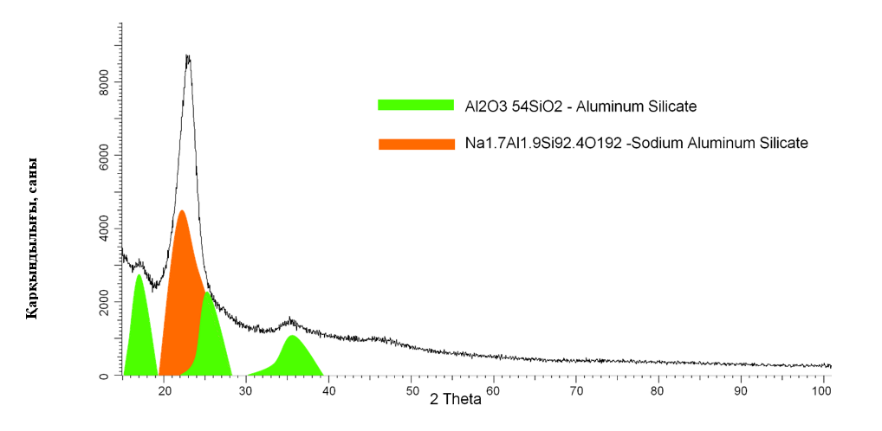 8000
6000
4000
2000
0
Қарқындылығы, саны
Al2O3 54SiO2 - Aluminum Silicate
Na1.7Al1.9Si92.4O192 -Sodium Aluminum Silicate
20 30 40 50 60 70 80 90 100
2 Theta